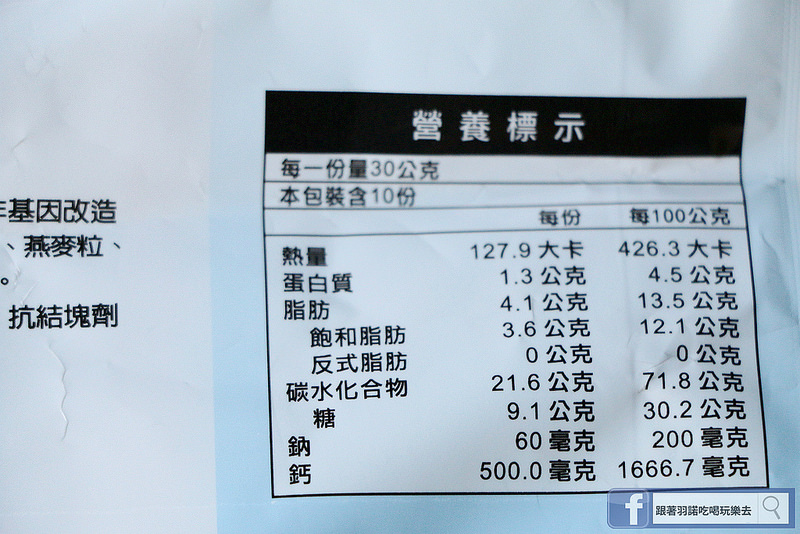 基因改造
、燕麥粒、
。
抗結塊劑
營養標示
每一份量30公克
本包裝含10份
每份 每100公克
熱量 127.9 大卡 426.3 大卡
蛋白質 1.3 公克 4.5 公克
脂肪 4.1 公克 13.5 公克
飽和脂肪 3.6 公克 12.1 公克
反式脂肪 0 公克 0 公克
碳水化合物 21.6 公克 71.8 公克
糖 9.1 公克 30.2 公克
鈉 60 毫克 200 毫克
鈣 500.0 毫克 1666.7 毫克
f 跟著羽諾吃喝玩樂去